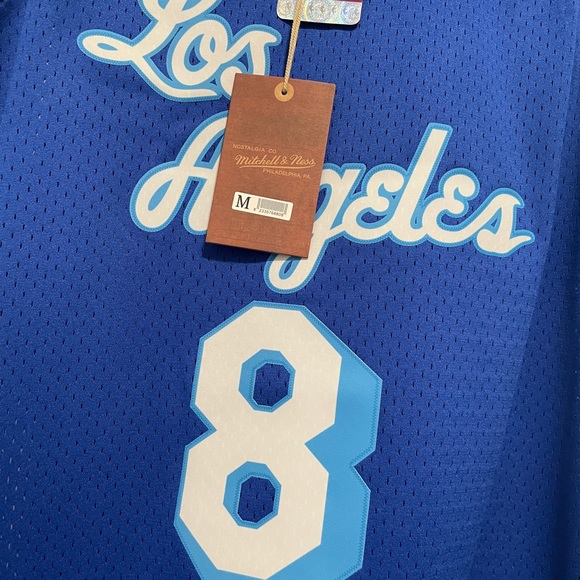 Los
Angeles
NOSTALGIA CO.
Mitchell & Ness
PHILADELPHIA, PA.
M
8